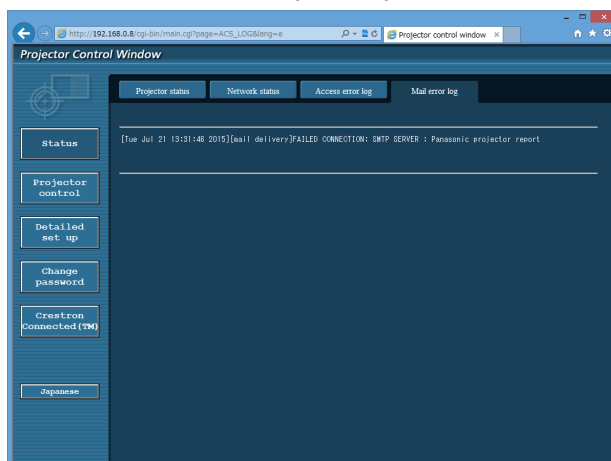 http://192.168.0.8/cgi-bin/main.cgi?page=ACS_LOG&lang=e
Projector control window
Projector Control Window
Projector status
Network status
Access error log
Mail error log
[Tue Jul 21 13:31:46 2015][mail delivery]FAILED CONNECTION: SMTP SERVER : Panasonic projector report
Status
Projector
control
Detailed
set up
Change
password
Crestron
Connected(TM)
Japanese